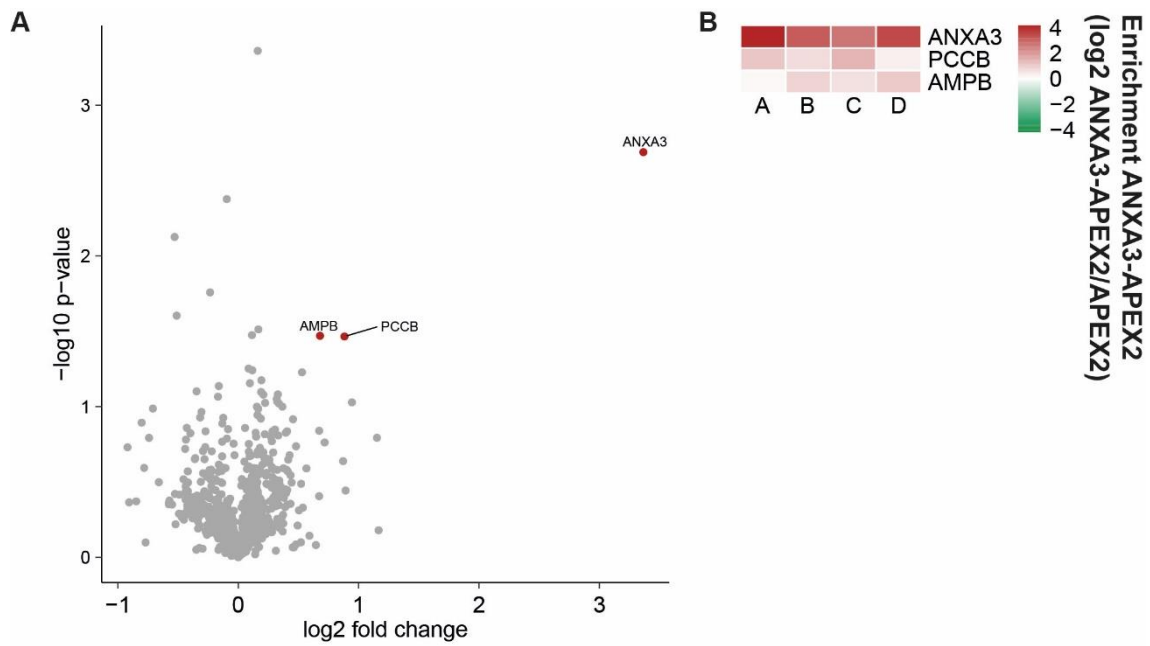 A
3
2
1
0
−log10 p−value
−1
0
1
2
3
log2 fold change
ANXA3
AMPB
PCCB
B
ANXA3
PCCB
AMPB
A B C D
4
2
0
−2
−4
Enrichment ANXA3-APEX2
(log2 ANXA3-APEX2/APEX2)